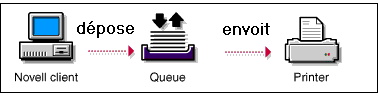 dépose
envoit
Novell client
Queue
Printer